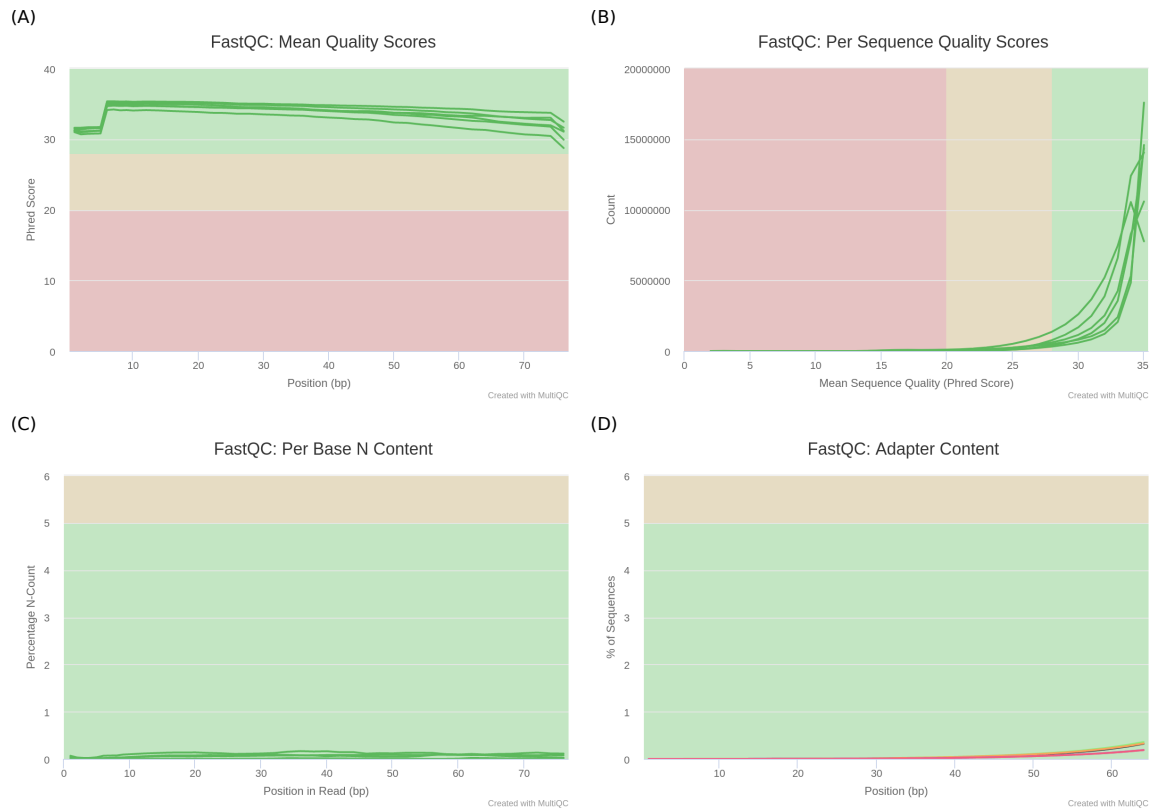 (A)
FastQC: Mean Quality Scores
40
30
20
10
0
Phred Score
10 20 30 40 50 60 70
Position (bp)
Created with MultiQC
(B)
FastQC: Per Sequence Quality Scores
20000000
15000000
10000000
5000000
0
Count
0 5 10 15 20 25 30 35
Mean Sequence Quality (Phred Score)
Created with MultiQC
(C)
FastQC: Per Base N Content
6
5
4
3
2
1
0
Percentage N-Count
0 10 20 30 40 50 60 70
Position in Read (bp)
Created with MultiQC
(D)
FastQC: Adapter Content
6
5
4
3
2
1
0
% of Sequences
10 20 30 40 50 60
Position (bp)
Created with MultiQC